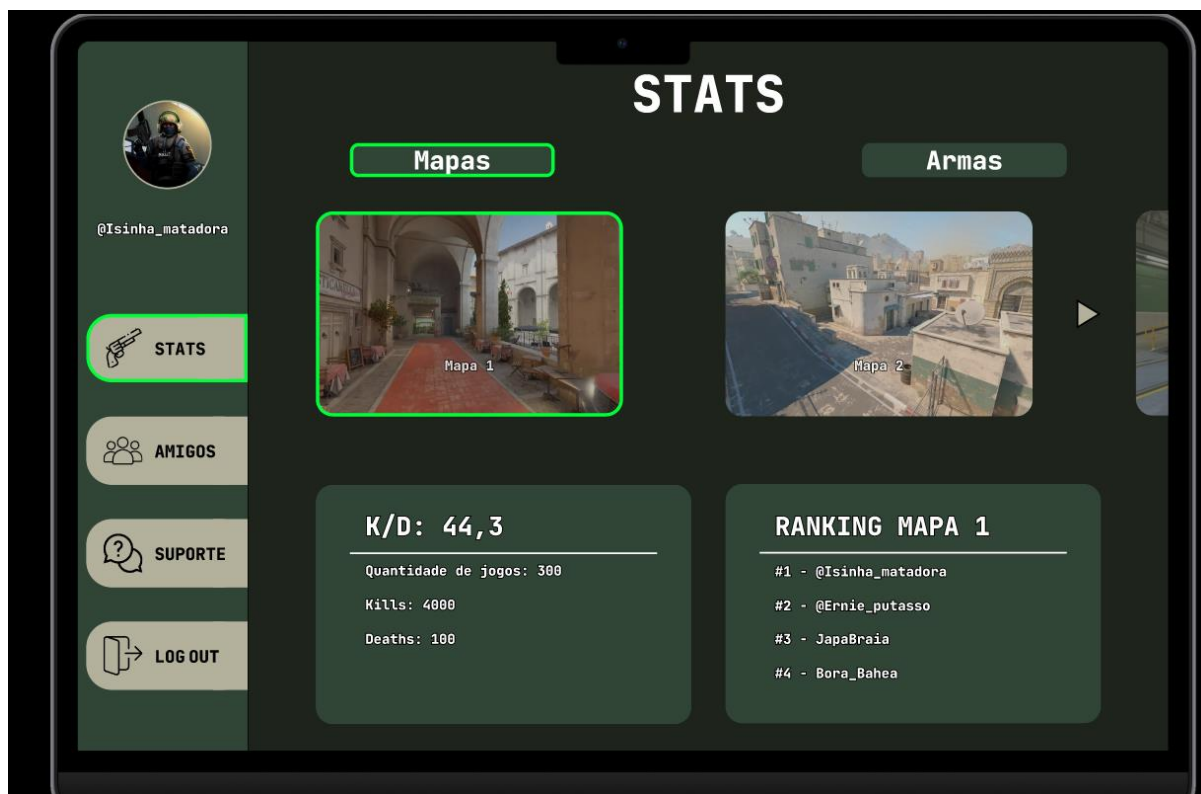 STATS
@Isinha_matadora
Mapas
Armas
Mapa 1
Mapa 2
STATS
AMIGOS
SUPORTE
LOG OUT
K/D: 44,3
Quantidade de jogos: 300
Kills: 4000
Deaths: 100
RANKING MAPA 1
#1 - @Isinha_matadora
#2 - @Ernie_putasso
#3 - JapaBraia
#4 - Bora_Bahea